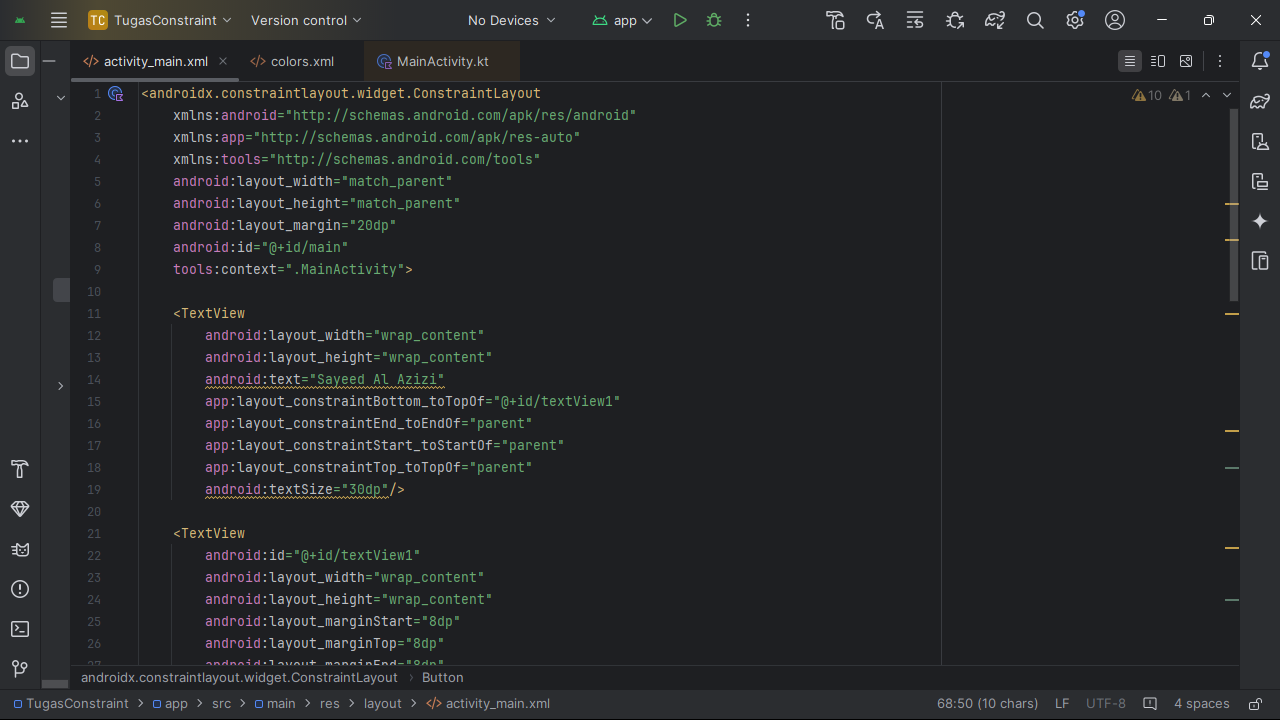 TC TugasConstraint Version control No Devices app
activity_main.xml colors.xml MainActivity.kt
10 1
1 <androidx.constraintlayout.widget.ConstraintLayout
2 xmlns:android="http://schemas.android.com/apk/res/android"
3 xmlns:app="http://schemas.android.com/apk/res-auto"
4 xmlns:tools="http://schemas.android.com/tools"
5 android:layout_width="match_parent"
6 android:layout_height="match_parent"
7 android:layout_margin="20dp"
8 android:id="@+id/main"
9 tools:context=".MainActivity">
10
11 <TextView
12 android:layout_width="wrap_content"
13 android:layout_height="wrap_content"
14 android:text="Sayeed Al Azizi"
15 app:layout_constraintBottom_toTopOf="@+id/textView1"
16 app:layout_constraintEnd_toEndOf="parent"
17 app:layout_constraintStart_toStartOf="parent"
18 app:layout_constraintTop_toTopOf="parent"
19 android:textSize="30dp"/>
20
21 <TextView
22 android:id="@+id/textView1"
23 android:layout_width="wrap_content"
24 android:layout_height="wrap_content"
25 android:layout_marginStart="8dp"
26 android:layout_marginTop="8dp"
27 android:layout_marginEnd="8dp"
androidx.constraintlayout.widget.ConstraintLayout Button
TugasConstraint app src main res layout activity_main.xml 68:50 (10 chars) LF UTF-8 4 spaces